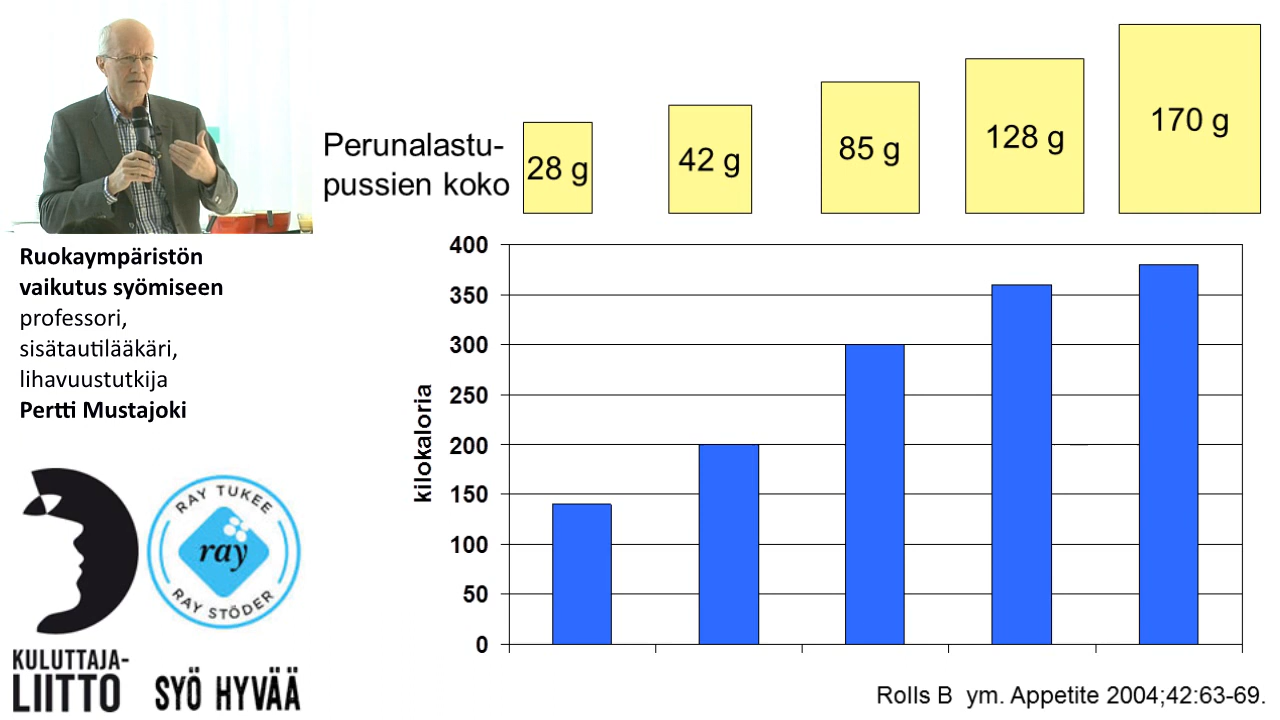 Perunalastu-
pussien koko
28 g
42 g
85 g
128 g
170 g
Ruokaympäristön
vaikutus syömiseen
professori,
sisätautilääkäri,
lihavuustutkija
Pertti Mustajoki
400
350
300
250
200
150
100
50
0
kilokaloria
RAY TUKEE
ray
RAY STÖDER
KULUTTAJA-
LIITTO
SYÖ HYVÄÄ
Rolls B ym. Appetite 2004;42:63-69.